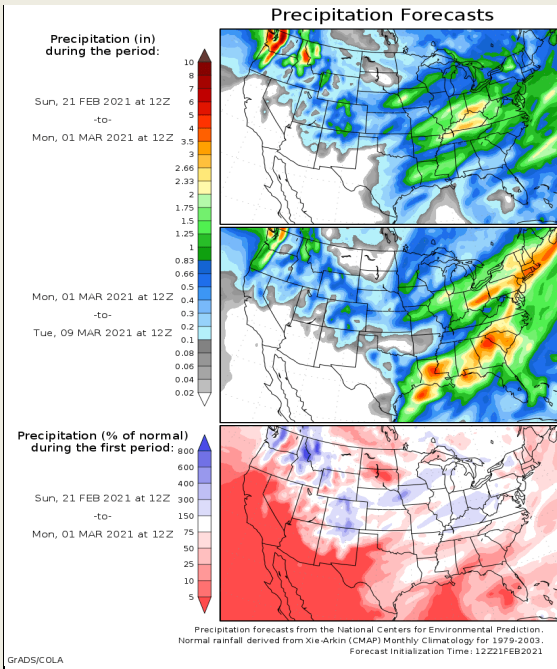 Precipitation Forecasts
Precipitation (in)
during the period:
Sun, 21 FEB 2021 at 12Z
-to-
Mon, 01 MAR 2021 at 12Z
10
9
8
7
6
5
4
3.5
3
2.66
2.33
2
1.75
1.5
1.25
1
0.83
0.66
0.5
0.4
0.3
0.2
0.1
0.08
0.06
0.04
0.02
Mon, 01 MAR 2021 at 12Z
-to-
Tue, 09 MAR 2021 at 12Z
Precipitation (% of normal)
during the first period:
Sun, 21 FEB 2021 at 12Z
-to-
Mon, 01 MAR 2021 at 12Z
800
600
400
300
150
75
50
25
10
5
Precipitation forecasts from the National Centers for Environmental Prediction.
Normal rainfall derived from Xie-Arkin (CMAP) Monthly Climatology for 1979-2003.
Forecast Initialization Time: 12Z21FEB2021
GrADS/COLA